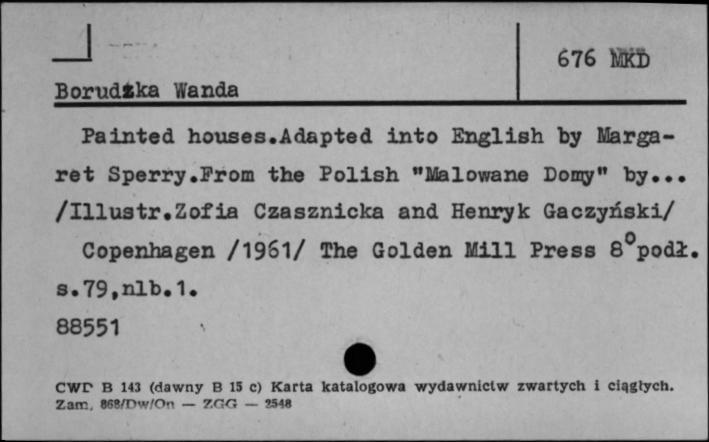 676 MKD
Borudzka Wanda
Painted houses.Adapted into English by Marga-
ret Sperry.From the Polish "Malowane Domy" by...
/Illustr.Zofia Czasznicka and Henryk Gaczyński/
Copenhagen /1961/ The Golden Mill Press 8°podł.
s.79,nlb.1.
88551
CWD B 143 (dawny B 15 c) Karta katalogowa wydawnictw zwartych i ciągłych.
Zam. 868/Dw/On — ZGG — 2548